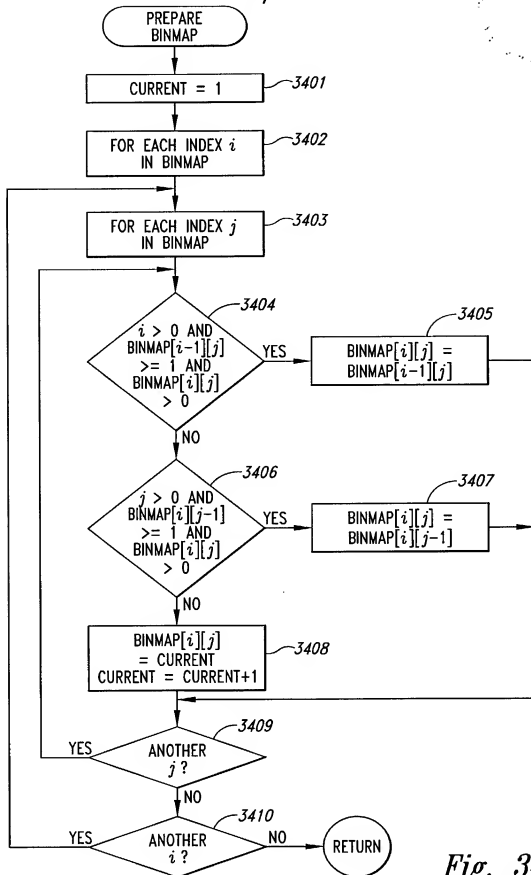 PREPARE
BINMAP
CURRENT = 1
3401
FOR EACH INDEX i
IN BINMAP
3402
FOR EACH INDEX j
IN BINMAP
3403
3404
i > 0 AND
BINMAP[i-1][j]
>= 1 AND
BINMAP[i][j]
> 0
YES
NO
3405
BINMAP[i][j] =
BINMAP[i-1][j]
3406
j > 0 AND
BINMAP[i][j-1]
>= 1 AND
BINMAP[i][j]
> 0
YES
NO
3407
BINMAP[i][j] =
BINMAP[i][j-1]
BINMAP[i][j]
= CURRENT
CURRENT = CURRENT+1
3408
3409
YES
ANOTHER
j?
NO
3410
YES
ANOTHER
i?
NO
RETURN
Fig. 3